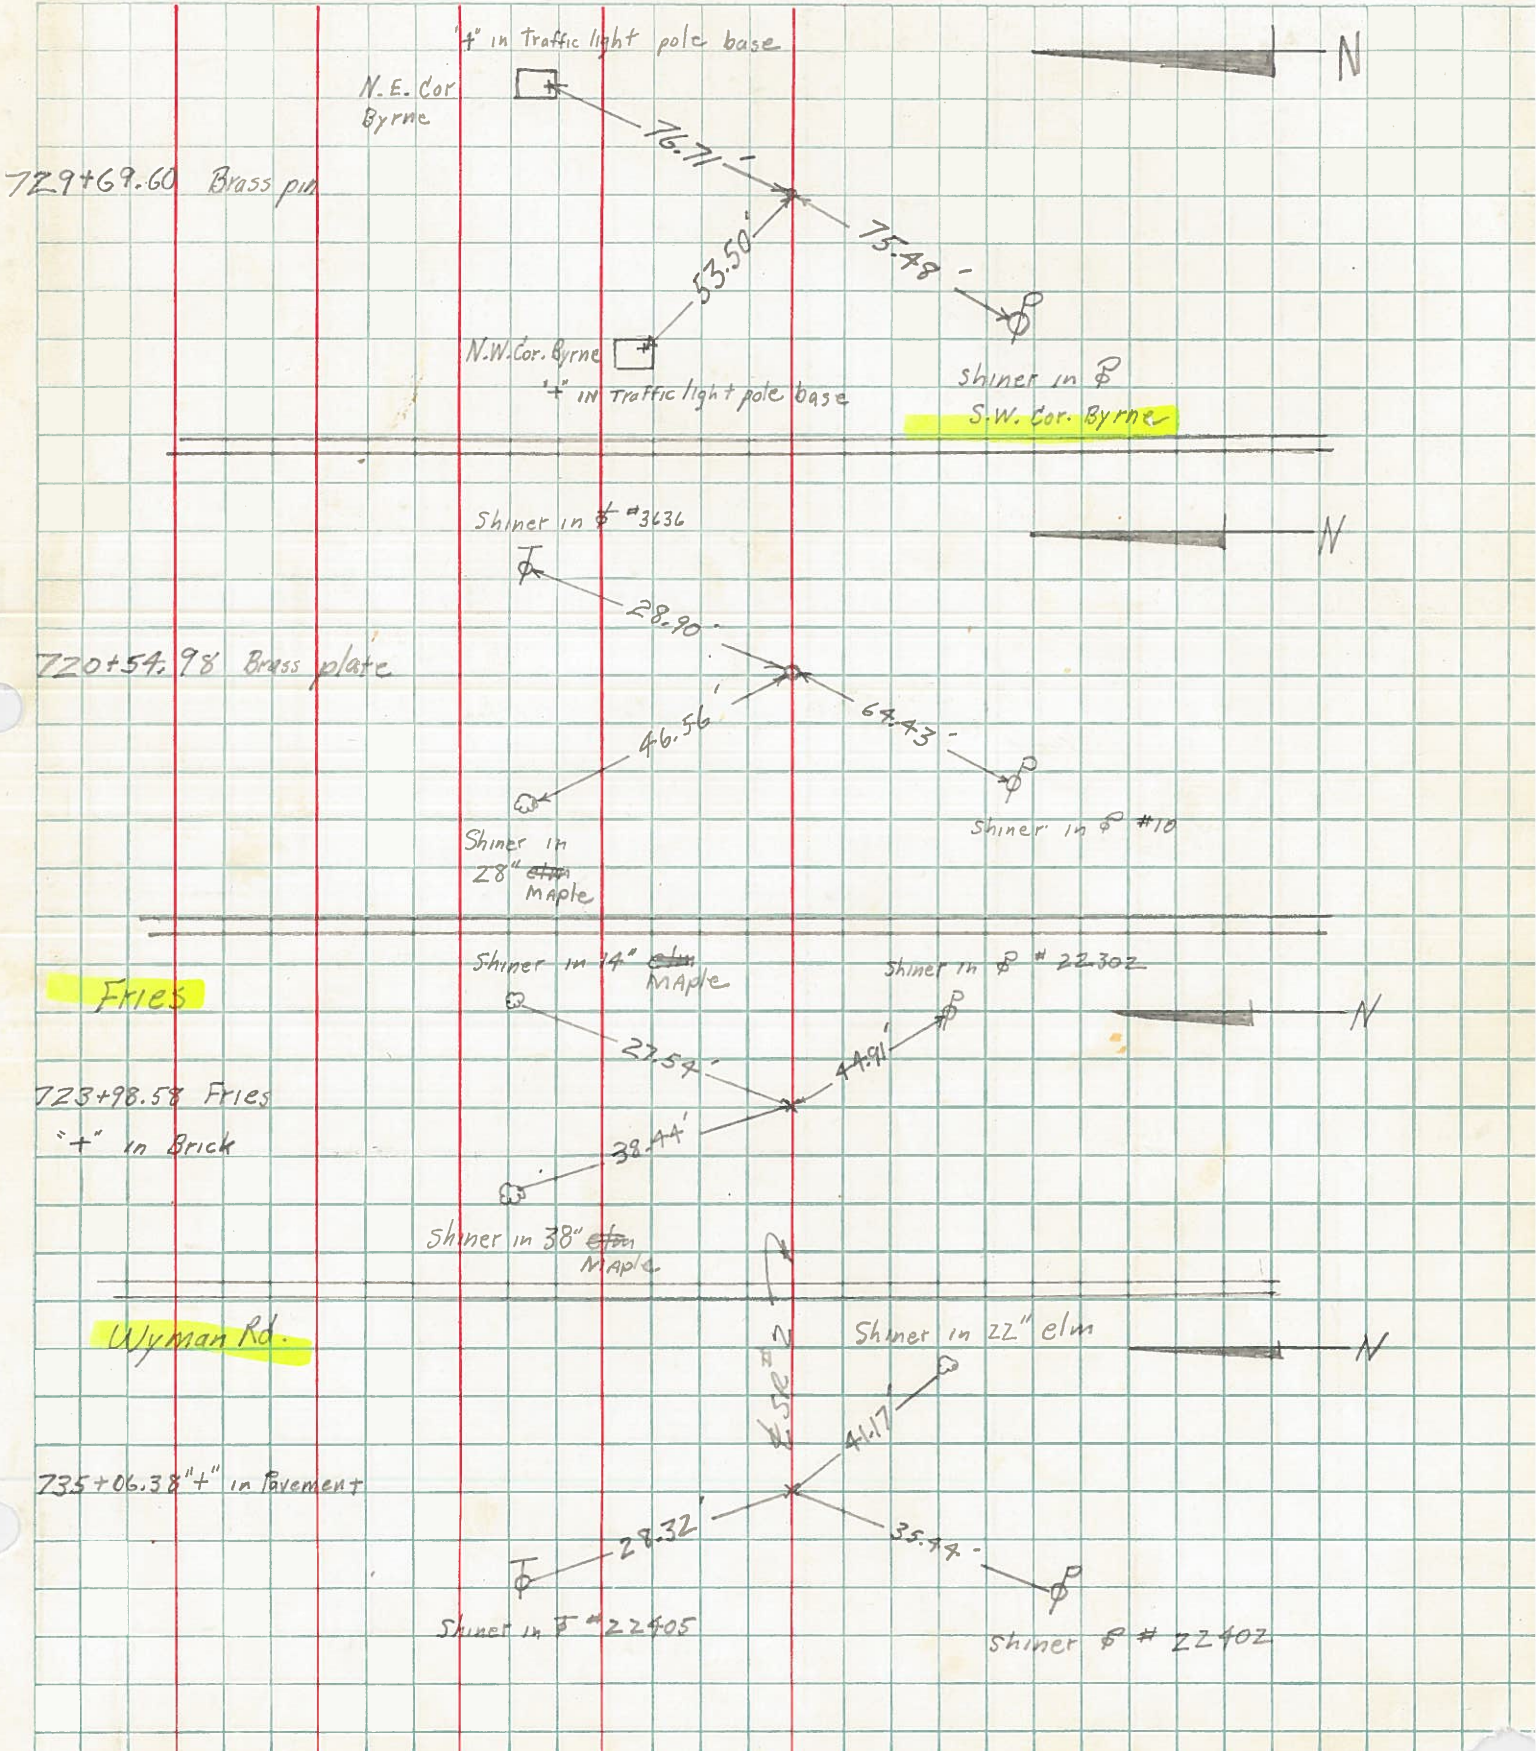 "+" in Traffic light pole base
N
N.E. Cor
Byrne
76.71'
729+69.60 Brass pin
53.50'
75.48'
N.W. Cor. Byrne
"+" IN Traffic light pole base
Shiner in
S.W. Cor. Byrne
Shiner in #3636
N
28.90'
720+54.98 Brass plate
46.56'
64.43'
Shiner in #10
Shiner in
28" elm
MAple
Shiner in 14" elm
MAple
Shiner in # 22302
Fries
N
27.54'
44.91'
723+98.58 Fries
"+" in Brick
38.44'
Shiner in 38" elm
MAple
Wyman Rd.
SR #2
Shiner in 22" elm
N
41.17'
735+06.38 "+" in Pavement
28.32'
35.44'
Shiner in #22405
Shiner # 22402